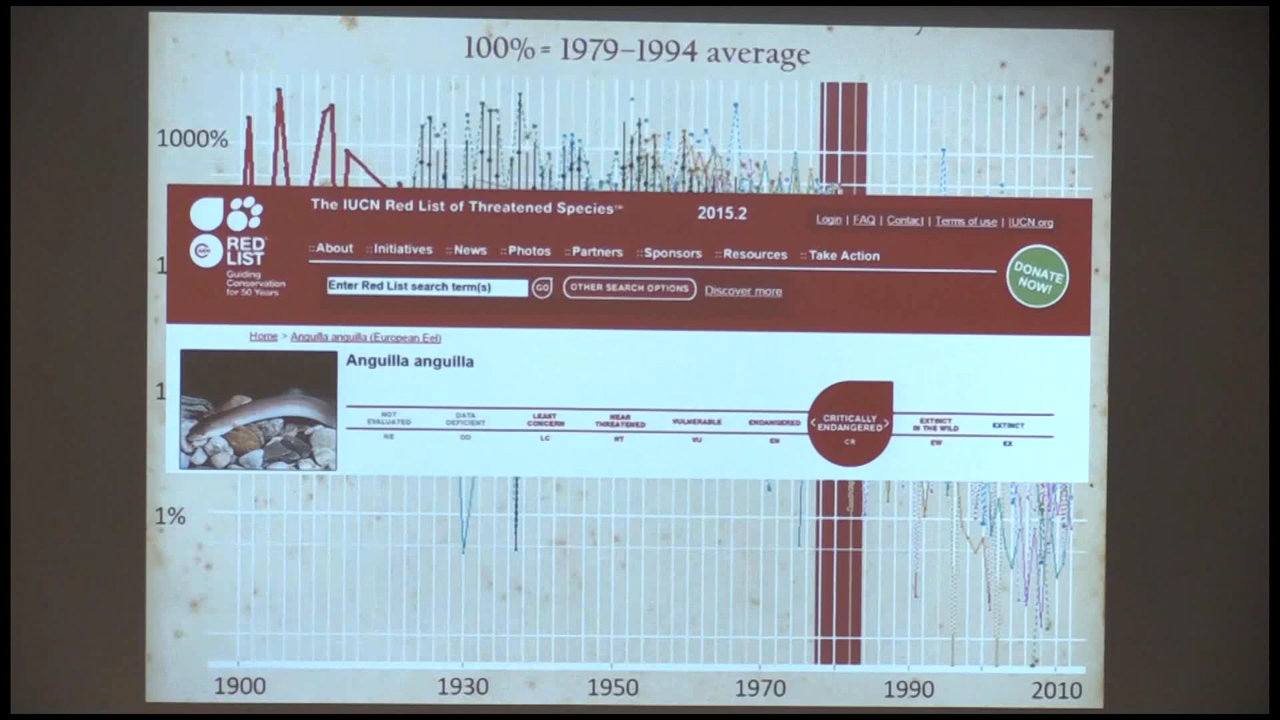 100% = 1979–1994 average
1000%
The IUCN Red List of Threatened Species™
2015.2
Login | FAQ | Contact | Terms of use | IUCN.org
RED
LIST
Guiding
Conservation
for 50 Years
::About ::Initiatives ::News ::Photos ::Partners ::Sponsors ::Resources ::Take Action
DONATE
NOW!
1
Enter Red List search term(s) GO OTHER SEARCH OPTIONS Discover more
Home > Anguilla anguilla (European Eel)
Anguilla anguilla
1
NOT
EVALUATED
NE
DATA
DEFICIENT
DD
LEAST
CONCERN
LC
NEAR
THREATENED
NT
VULNERABLE
VU
ENDANGERED
EN
< CRITICALLY
ENDANGERED >
CR
EXTINCT
IN THE WILD
EW
EXTINCT
EX
1%
1900 1930 1950 1970 1990 2010